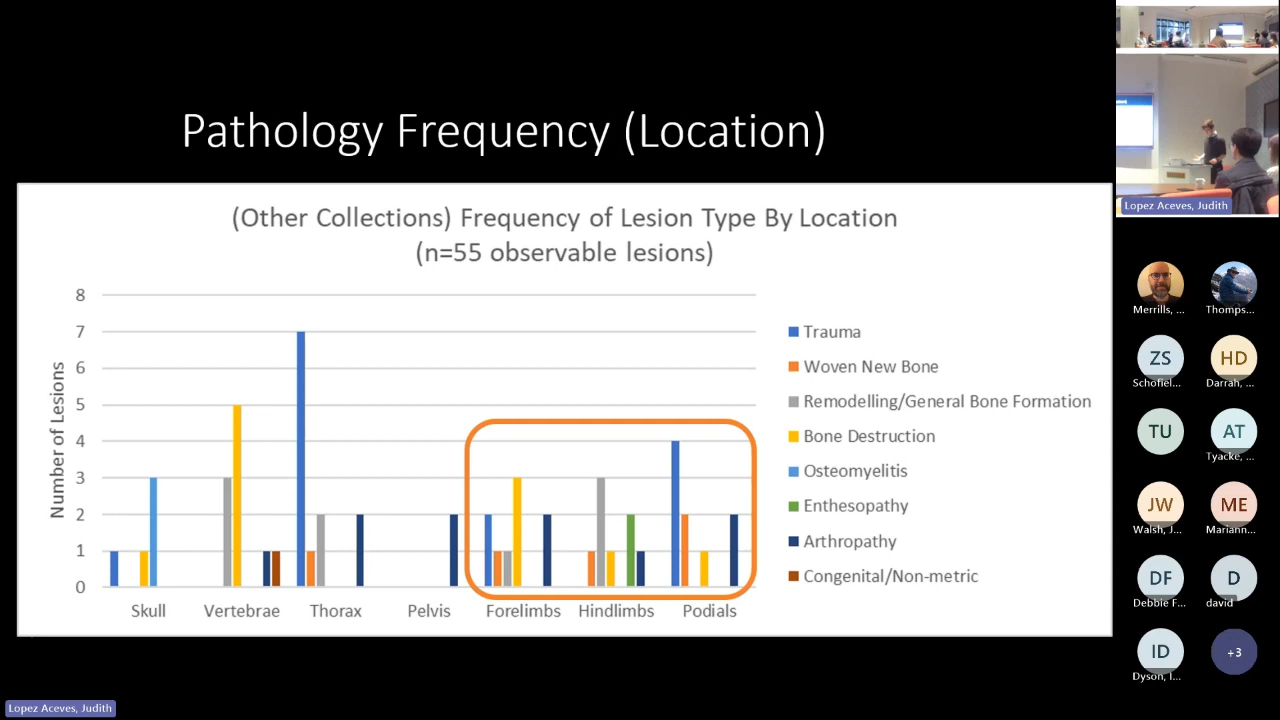 Pathology Frequency (Location)
(Other Collections) Frequency of Lesion Type By Location
(n=55 observable lesions)
Number of Lesions
8
7
6
5
4
3
2
1
0
Skull
Vertebrae
Thorax
Pelvis
Forelimbs
Hindlimbs
Podials
Trauma
Woven New Bone
Remodelling/General Bone Formation
Bone Destruction
Osteomyelitis
Enthesopathy
Arthropathy
Congenital/Non-metric
Lopez Aceves, Judith
Merrills, ...
Thomps...
ZS
Schofiel...
HD
Darrah, ...
TU
AT
Tyacke, ...
JW
Walsh, J...
ME
Mariann...
DF
Debbie F...
D
david
ID
Dyson, I...
+3
Lopez Aceves, Judith